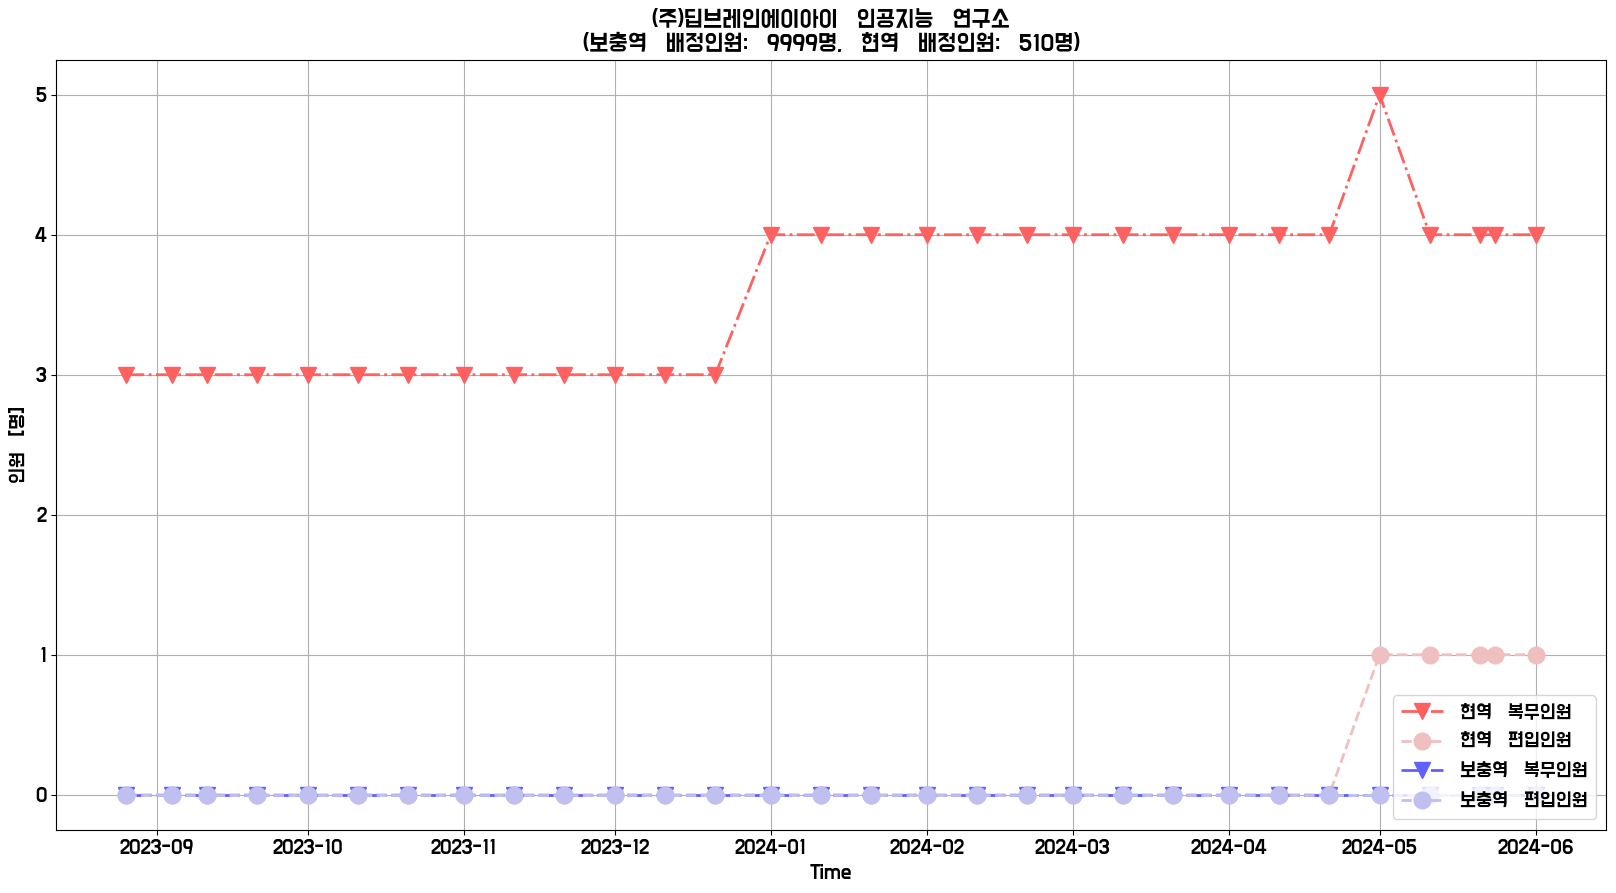 (주)딥브레인에이아이 인공지능 연구소
(보충역 배정인원: 9999명, 현역 배정인원: 510명)
인원 [명]
5
4
3
2
1
0
현역 복무인원
현역 편입인원
보충역 복무인원
보충역 편입인원
2023-09 2023-10 2023-11 2023-12 2024-01 2024-02 2024-03 2024-04 2024-05 2024-06
Time